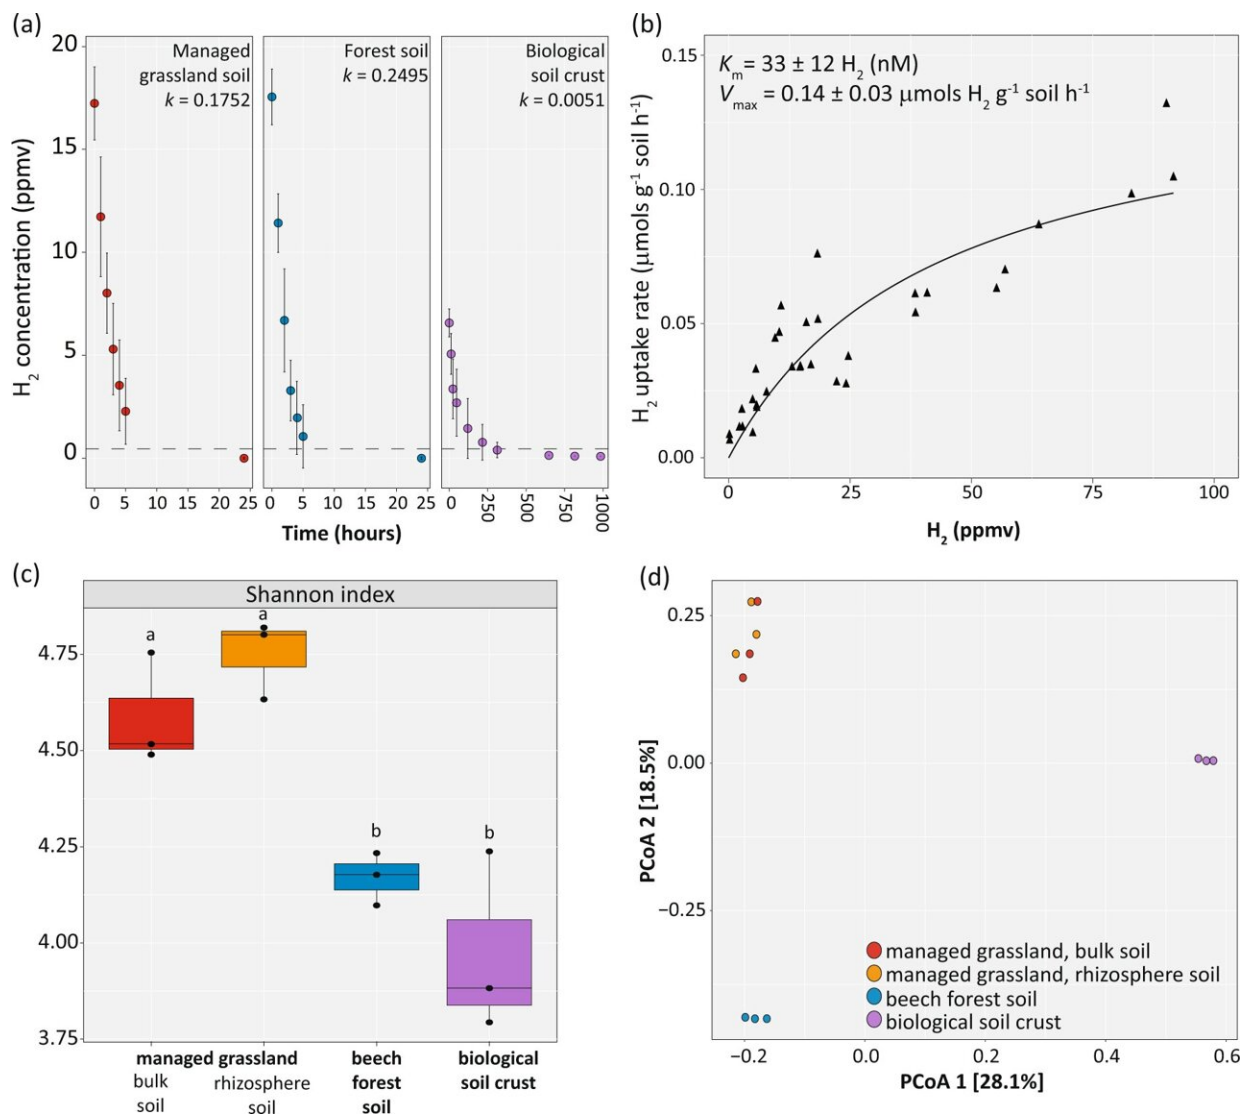 (a)
Managed
grassland soil
k = 0.1752
Forest soil
k = 0.2495
Biological
soil crust
k = 0.0051
20
15
10
5
0
H₂ concentration (ppmv)
0 5 15 25
0 5 15 25
0 250 500 750 1000
Time (hours)
(b)
Kₘ = 33 ± 12 H₂ (nM)
Vₘₐₓ = 0.14 ± 0.03 μmols H₂ g⁻¹ soil h⁻¹
0.15
0.10
0.05
0.00
H₂ uptake rate (μmols g⁻¹ soil h⁻¹)
0 25 50 75 100
H₂ (ppmv)
(c)
Shannon index
a a b b
4.75
4.50
4.25
4.00
3.75
managed grassland
bulk
soil
rhizosphere
soil
beech
forest
soil
biological
soil crust
(d)
0.25
0.00
−0.25
PCoA 2 [18.5%]
managed grassland, bulk soil
managed grassland, rhizosphere soil
beech forest soil
biological soil crust
−0.2 0.0 0.2 0.4 0.6
PCoA 1 [28.1%]